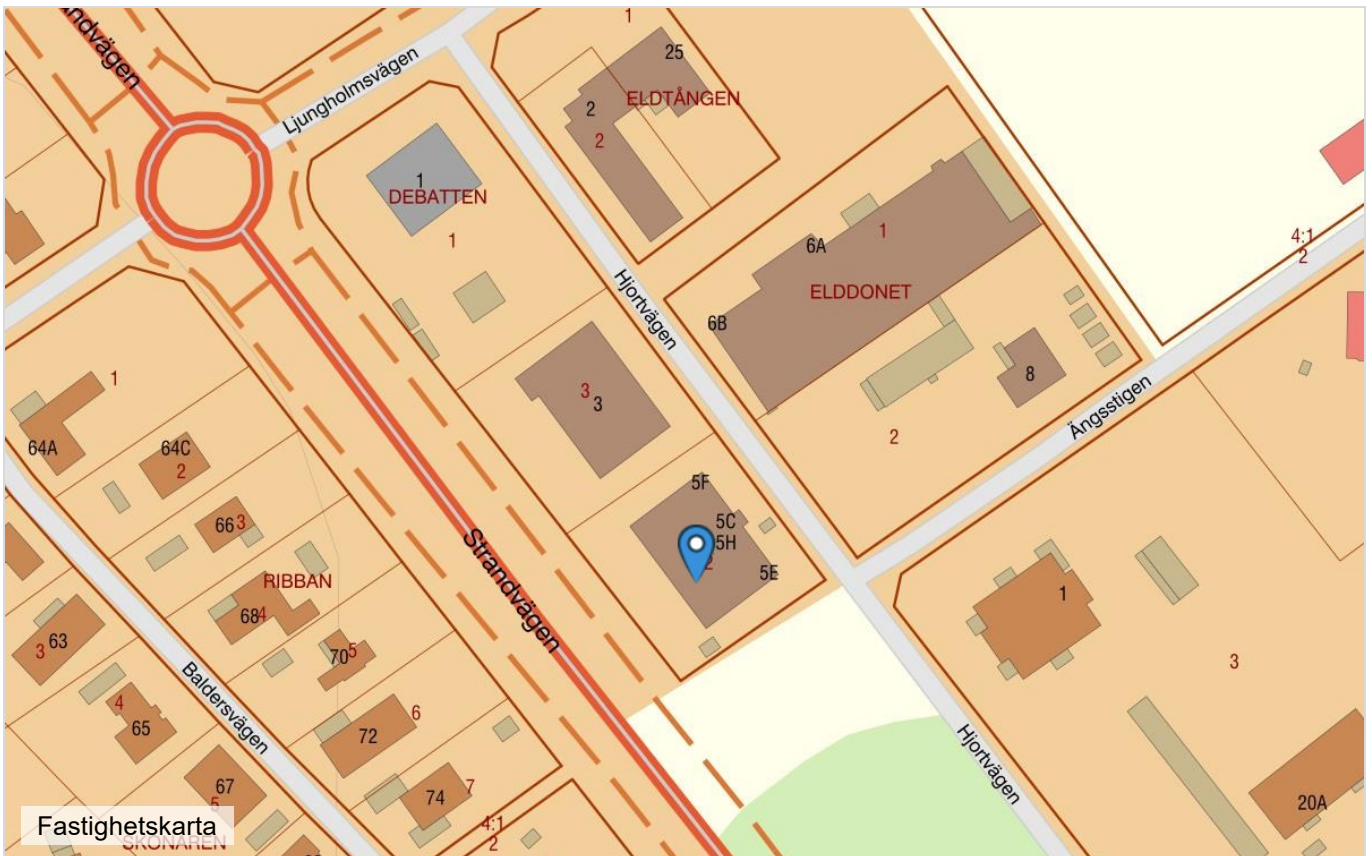 ndvägen
1
25
Ljungholmsvägen
2
ELDTÅNGEN
2
1
DEBATTEN
1
6A
1
4:1
2
Hjortvägen
ELDDONET
6B
1
3
3
8
Ängsstigen
64A
64C
2
2
66
3
5F
5C
5H
2
5E
Strandvägen
RIBBAN
68
4
1
63
3
70
5
3
Baldersvägen
4
65
6
72
Hjortvägen
67
5
74
7
20A
Fastighetskarta
4:1
2
SKONAREN